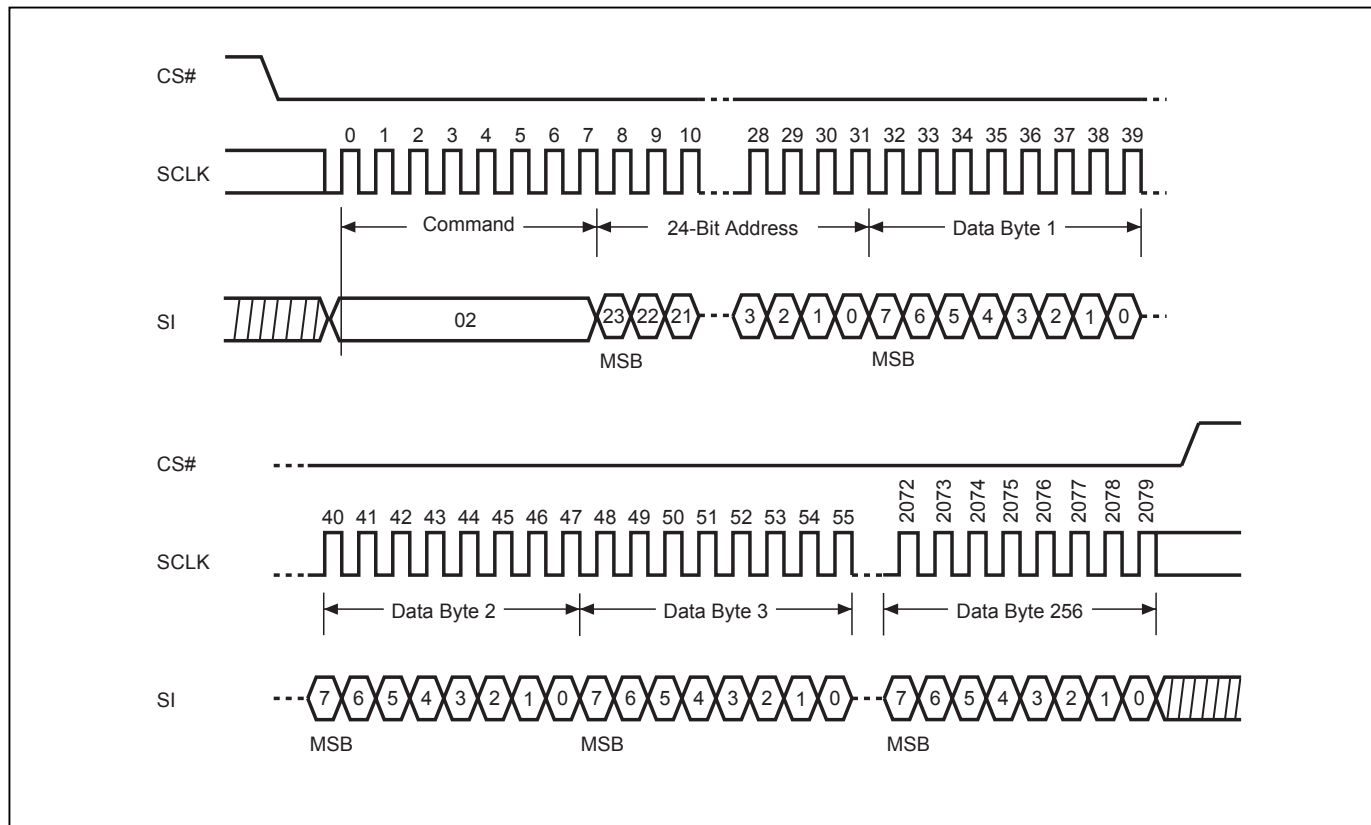 CS#
0 1 2 3 4 5 6 7 8 9 10 28 29 30 31 32 33 34 35 36 37 38 39
SCLK
Command 24-Bit Address Data Byte 1
SI 02 23 22 21 3 2 1 0 7 6 5 4 3 2 1 0
MSB MSB
CS#
2072 2073 2074 2075 2076 2077 2078 2079
40 41 42 43 44 45 46 47 48 49 50 51 52 53 54 55
SCLK
Data Byte 2 Data Byte 3 Data Byte 256
SI 7 6 5 4 3 2 1 0 7 6 5 4 3 2 1 0 7 6 5 4 3 2 1 0
MSB MSB MSB